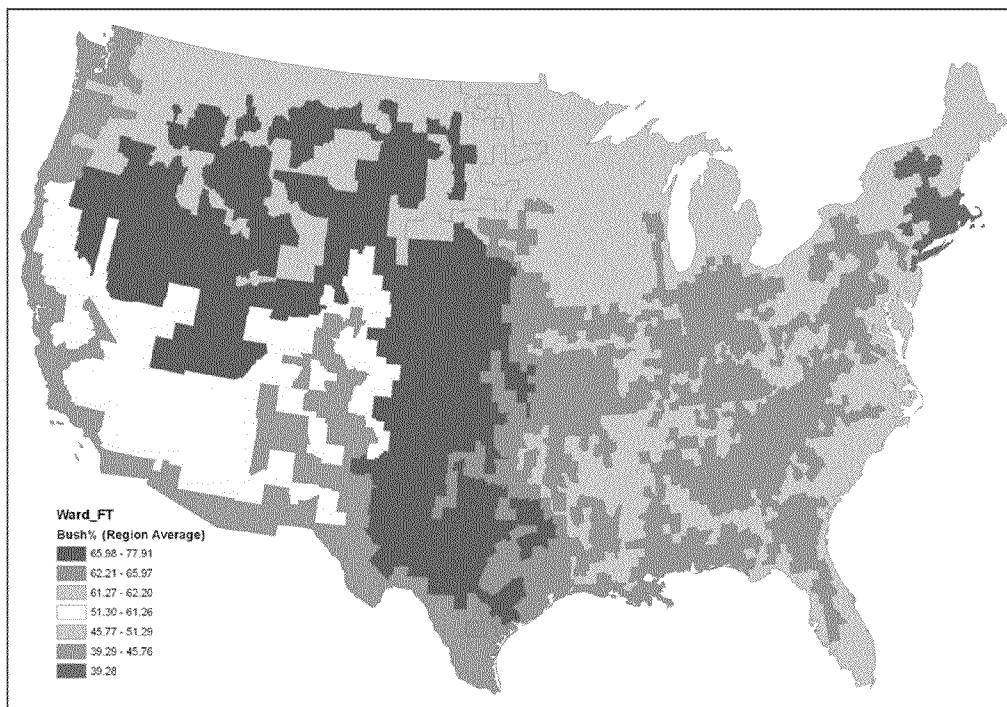 Ward_FT
Bush% (Region Average)
65.98 - 77.91
62.21 - 65.97
61.27 - 62.20
51.30 - 61.26
45.77 - 51.29
39.29 - 45.76
39.28